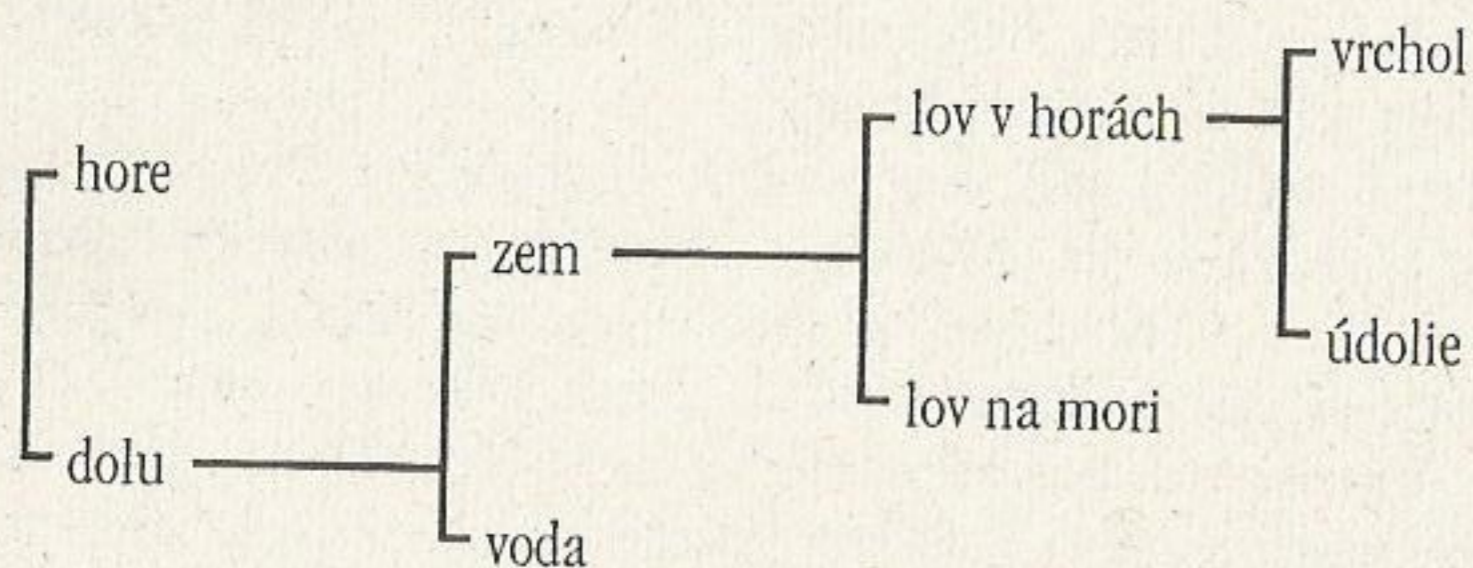 vrchol
lov v horách
hore
zem
údolie
lov na mori
dolu
voda